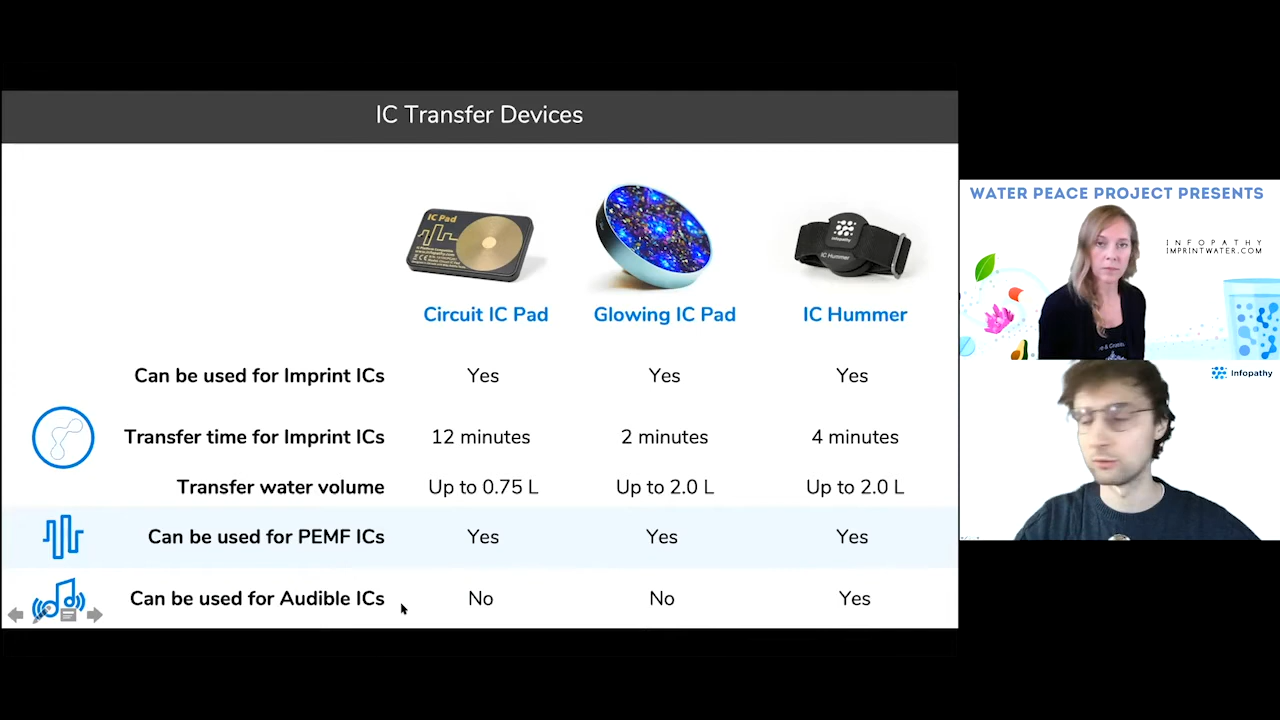 IC Transfer Devices
IC Pad
infopathy
IC Hummer
Circuit IC Pad
Glowing IC Pad
IC Hummer
Can be used for Imprint ICs
Yes
Yes
Yes
Transfer time for Imprint ICs
12 minutes
2 minutes
4 minutes
Transfer water volume
Up to 0.75 L
Up to 2.0 L
Up to 2.0 L
Can be used for PEMF ICs
Yes
Yes
Yes
Can be used for Audible ICs
No
No
Yes
WATER PEACE PROJECT PRESENTS
INFOPATHY
IMPRINTWATER.COM
Infopathy